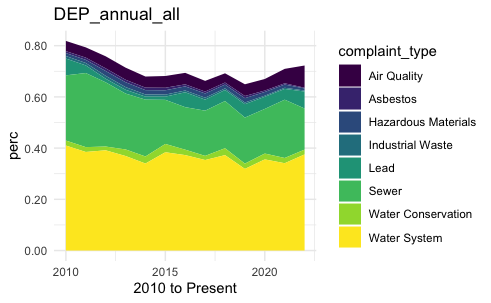 DEP_annual_all
perc
0.80
0.60
0.40
0.20
0.00
2010
2015
2020
2010 to Present
complaint_type
Air Quality
Asbestos
Hazardous Materials
Industrial Waste
Lead
Sewer
Water Conservation
Water System